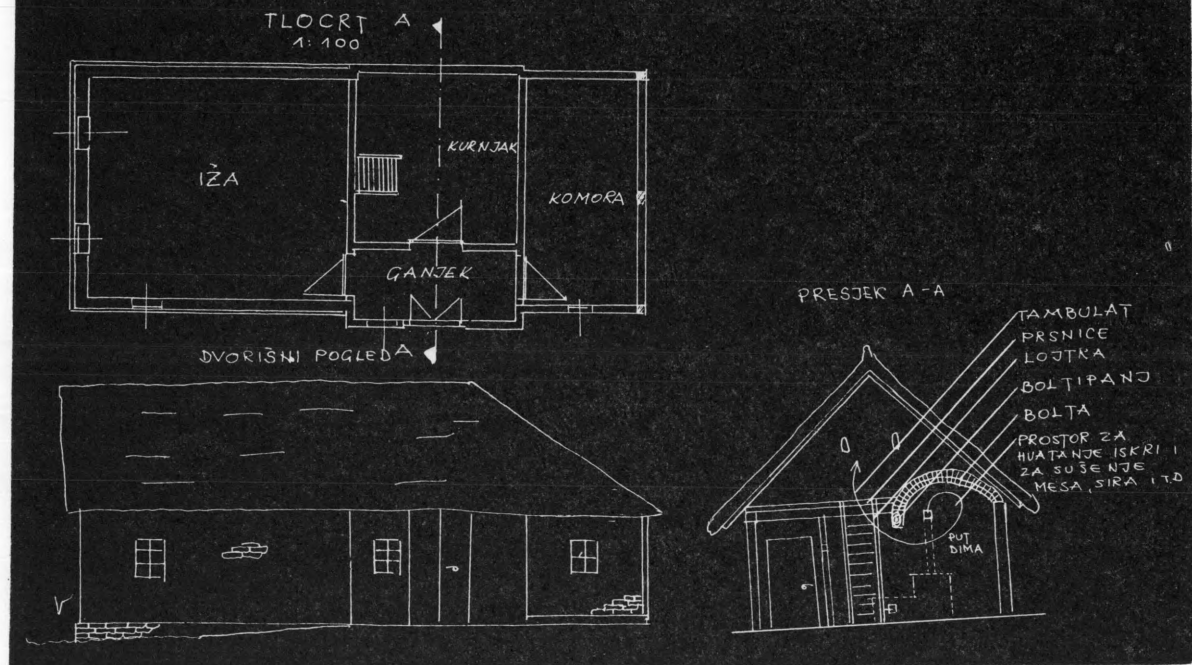 TLOCRT A
1:100
IŽA
KURNJAK
KOMORA
GANJEK
DVORIŠNI POGLED A
PRESJEK A-A
TAMBULAT
PRSNICE
LOJTKA
BOLTIPANJ
BOLTA
PROSTOR ZA
HVATANJE ISKRI I
ZA SUŠENJE
MESA, SIRA I T.D
PUT
DIMA